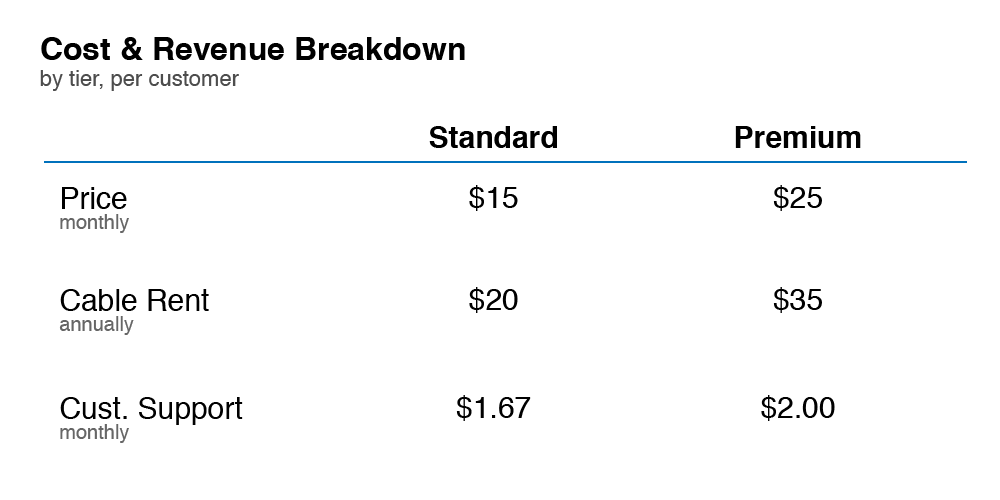 Cost & Revenue Breakdown
by tier, per customer
Standard Premium
Price $15 $25
monthly
Cable Rent $20 $35
annually
Cust. Support $1.67 $2.00
monthly